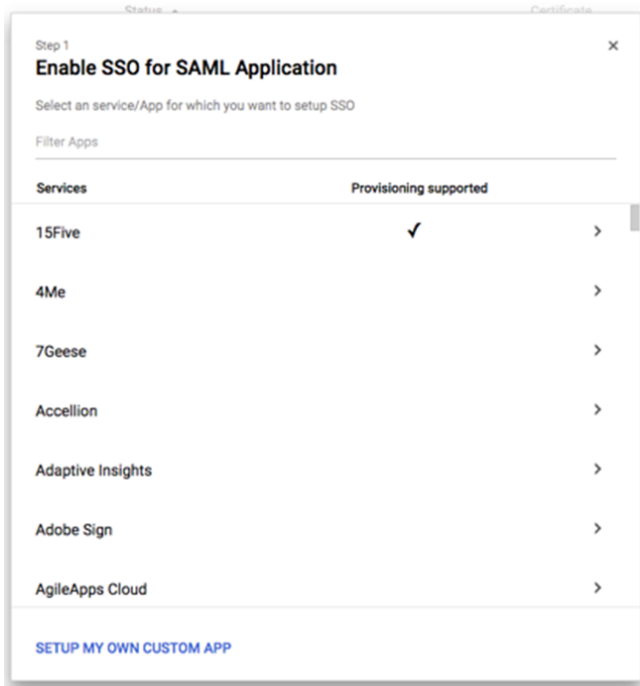 Status
Certificate
Step 1
Enable SSO for SAML Application
Select an service/App for which you want to setup SSO
Filter Apps
Services Provisioning supported
15Five
4Me
7Geese
Accellion
Adaptive Insights
Adobe Sign
AgileApps Cloud
SETUP MY OWN CUSTOM APP